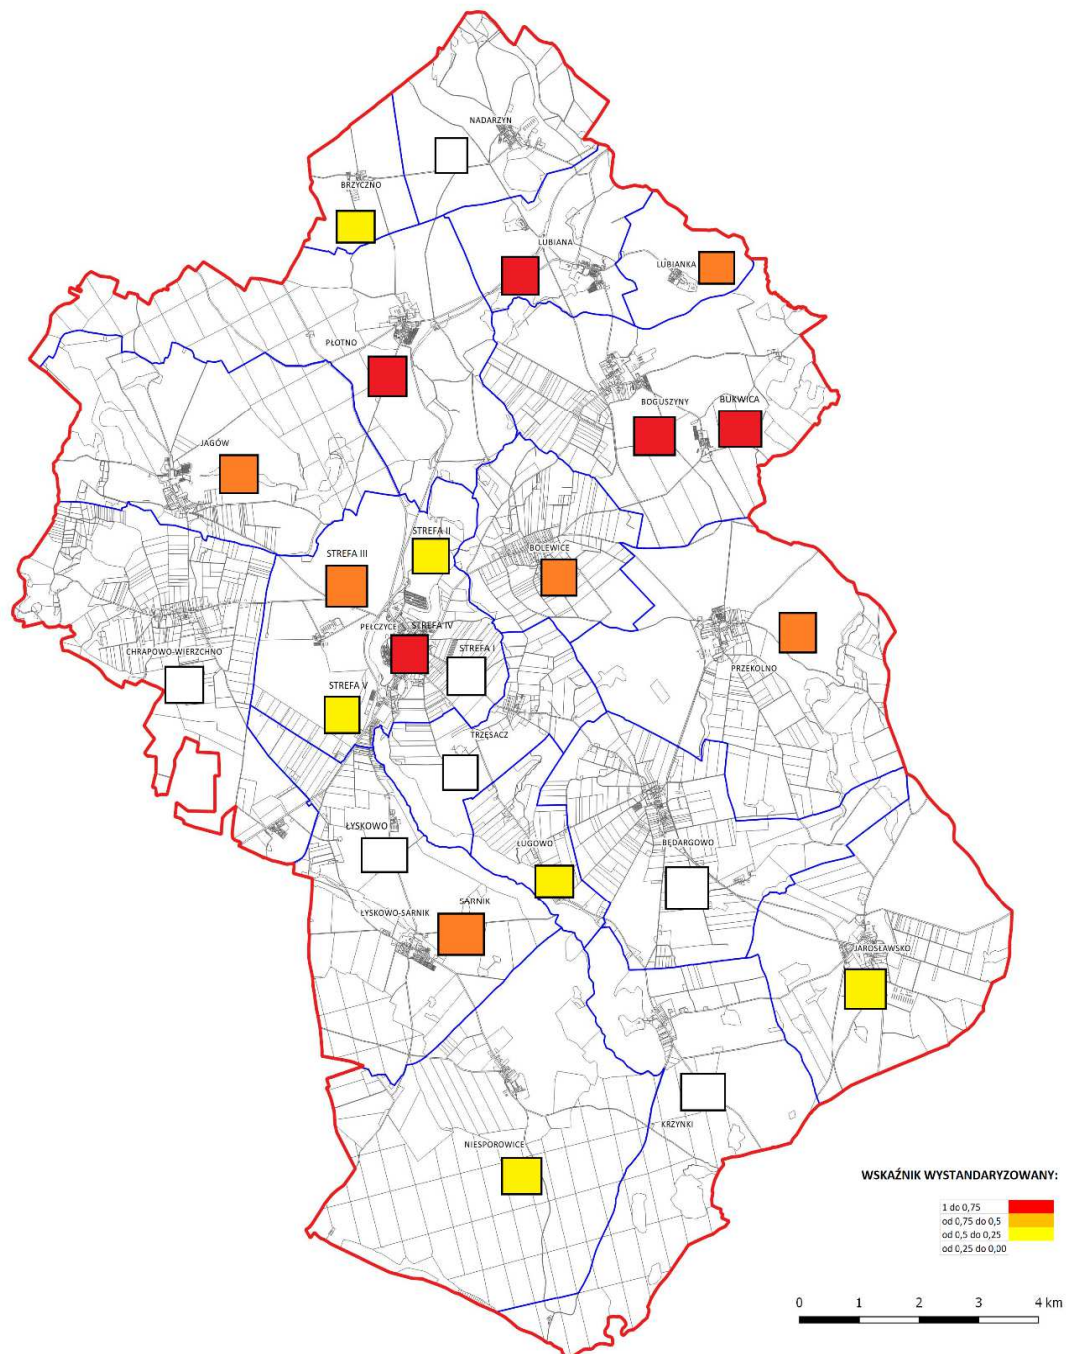 NADARZYN
BRZYCZNO
LUBIANA
LUBIANKA
PŁOTNO
BOGUSZYNY
BUKWICA
JAGÓW
STREFA II
STREFA III
BOLEWICE
PEŁCZYCE
STREFA IV
STREFA I
CHRAPOWO-WIERZCHNO
PRZEKOLNO
STREFA V
TRZĘSACZ
ŁYSKOWO
ŁUGOWO
BĘDARGOWO
SARNIK
ŁYSKOWO-SARNIK
JAROSŁAWSKO
KRZYNKI
NIESPOROWICE
WSKAŹNIK WYSTANDARYZOWANY:
1 do 0,75
od 0,75 do 0,5
od 0,5 do 0,25
od 0,25 do 0,00
0 1 2 3 4 km